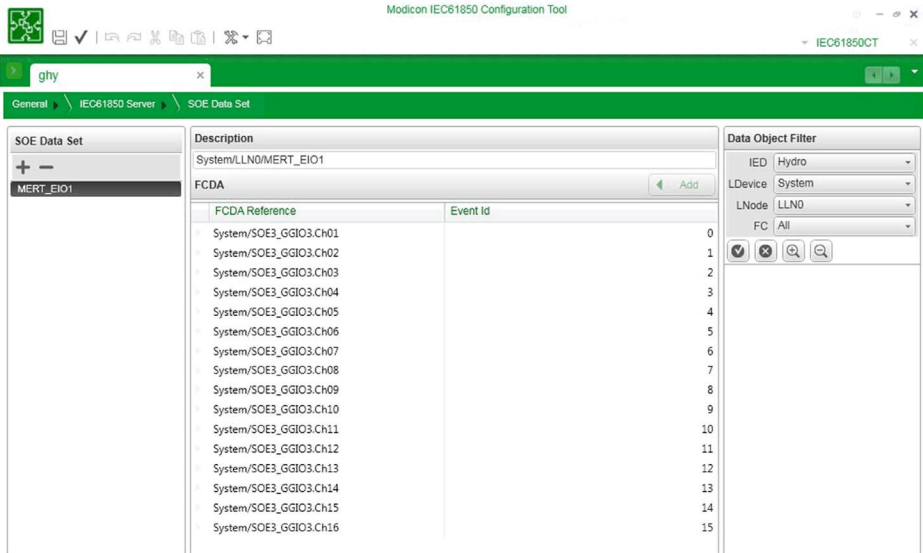 Modicon IEC61850 Configuration Tool
IEC61850CT
ghy
General
IEC61850 Server
SOE Data Set
SOE Data Set
MERT_EIO1
Description
System/LLN0/MERT_EIO1
FCDA
Add
FCDA Reference Event Id
System/SOE3_GGIO3.Ch01 0
System/SOE3_GGIO3.Ch02 1
System/SOE3_GGIO3.Ch03 2
System/SOE3_GGIO3.Ch04 3
System/SOE3_GGIO3.Ch05 4
System/SOE3_GGIO3.Ch06 5
System/SOE3_GGIO3.Ch07 6
System/SOE3_GGIO3.Ch08 7
System/SOE3_GGIO3.Ch09 8
System/SOE3_GGIO3.Ch10 9
System/SOE3_GGIO3.Ch11 10
System/SOE3_GGIO3.Ch12 11
System/SOE3_GGIO3.Ch13 12
System/SOE3_GGIO3.Ch14 13
System/SOE3_GGIO3.Ch15 14
System/SOE3_GGIO3.Ch16 15
Data Object Filter
IED Hydro
LDevice System
LNode LLN0
FC All